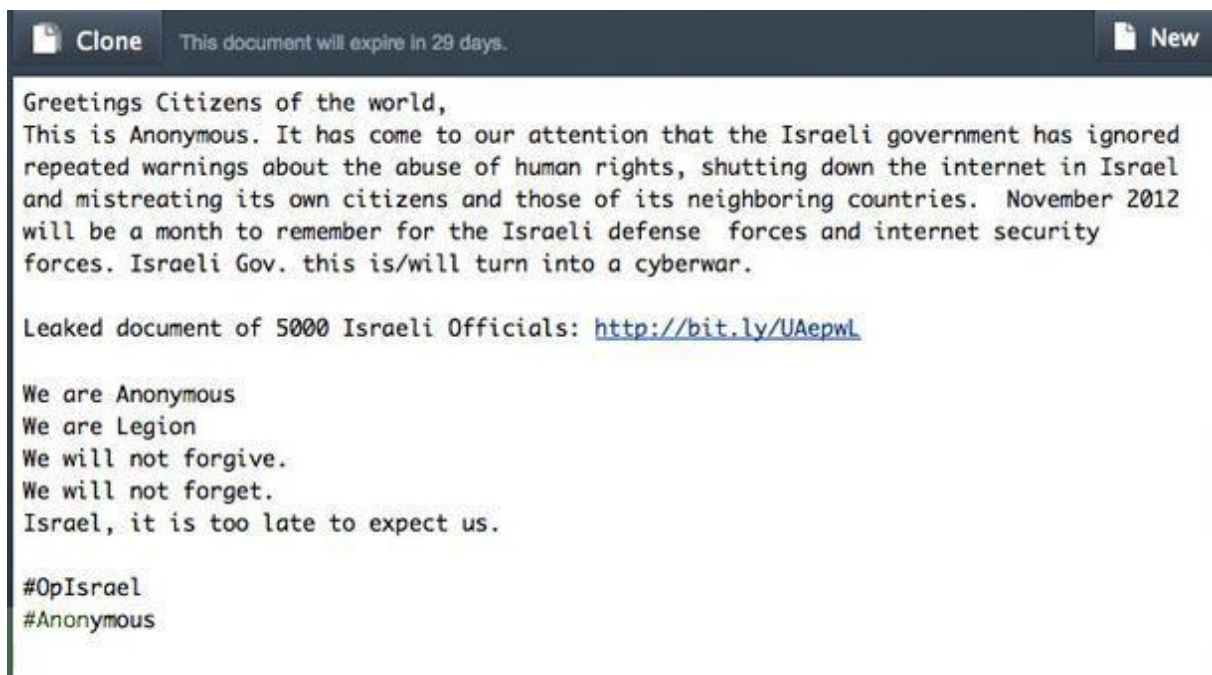 Clone This document will expire in 29 days. New
Greetings Citizens of the world,
This is Anonymous. It has come to our attention that the Israeli government has ignored
repeated warnings about the abuse of human rights, shutting down the internet in Israel
and mistreating its own citizens and those of its neighboring countries.  November 2012
will be a month to remember for the Israeli defense  forces and internet security
forces. Israeli Gov. this is/will turn into a cyberwar.
Leaked document of 5000 Israeli Officials: http://bit.ly/UAepwL
We are Anonymous
We are Legion
We will not forgive.
We will not forget.
Israel, it is too late to expect us.
#OpIsrael
#Anonymous